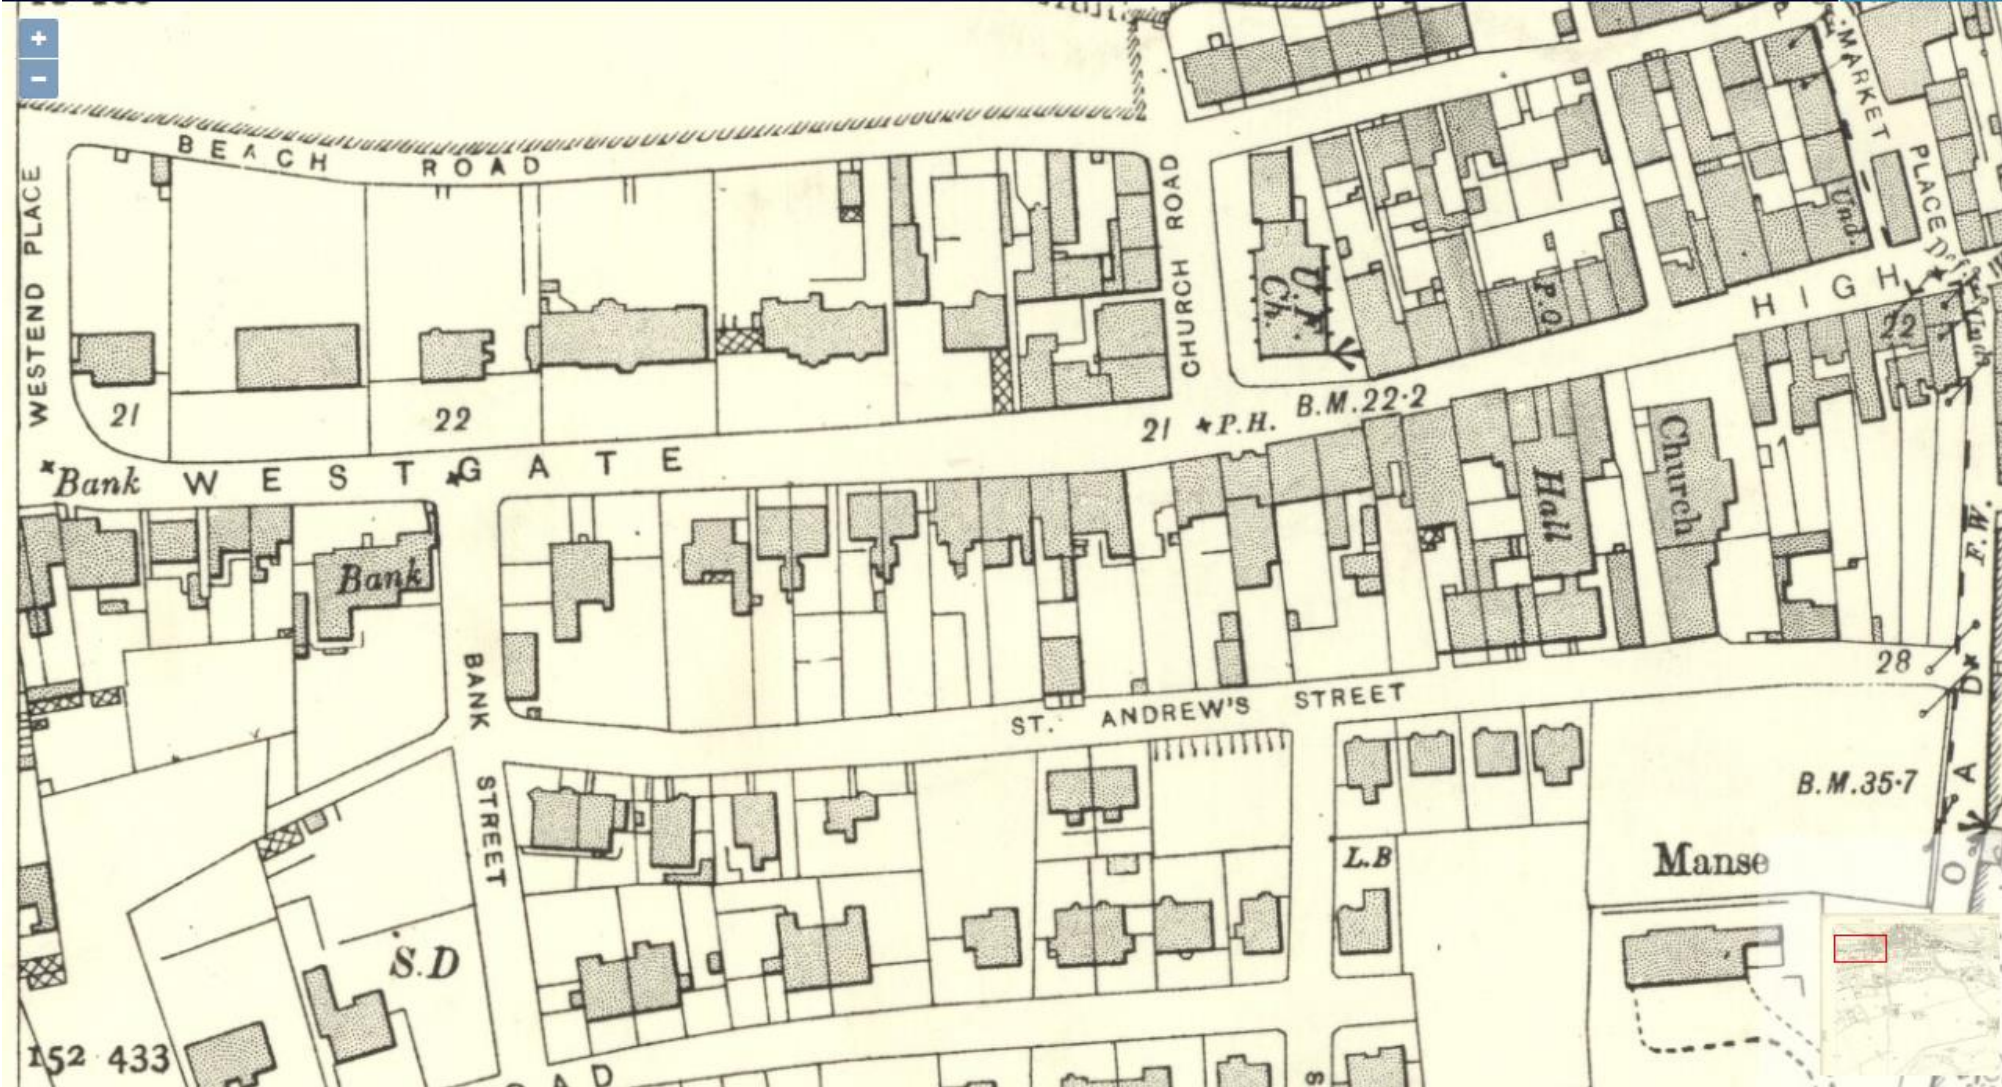 +
−
MARKET PLACE
BEACH ROAD
WESTEND PLACE
CHURCH ROAD
U.F.
Ch.
P.O.
Und.
HIGH
22
21
22
21
P.H.
B.M.22·2
Bank
WESTGATE
Hall
Church
F.W.
Bank
28
BANK STREET
ST. ANDREW'S STREET
B.M.35·7
L.B
Manse
S.D
152 433